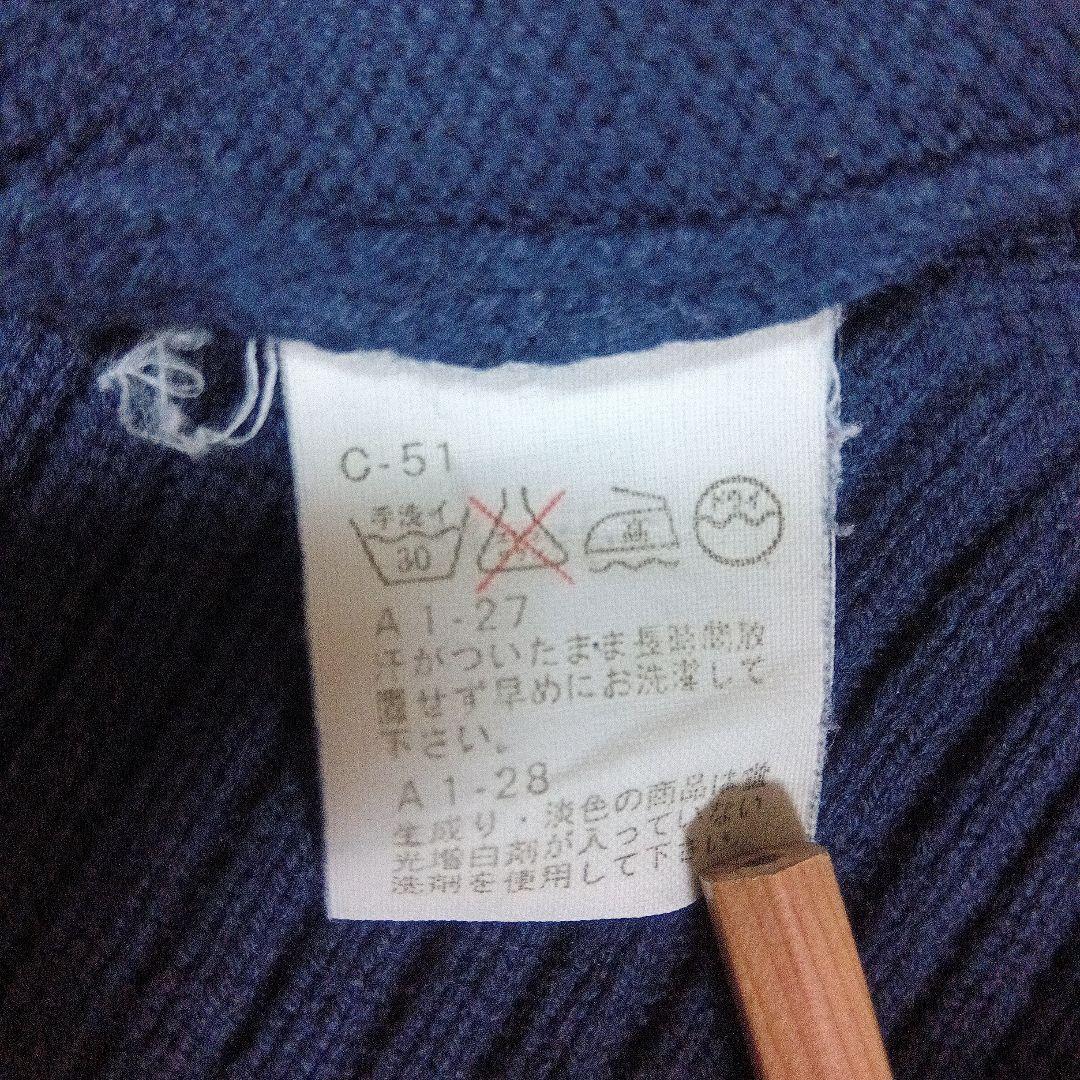 C-51
手洗イ 30 高 ドライ
A1-27
汗がついたまま長時間放
置せず早めにお洗濯して
下さい。
A1-28
生成り・淡色の商品は蛍
光増白剤が入っていない
洗剤を使用して下さい